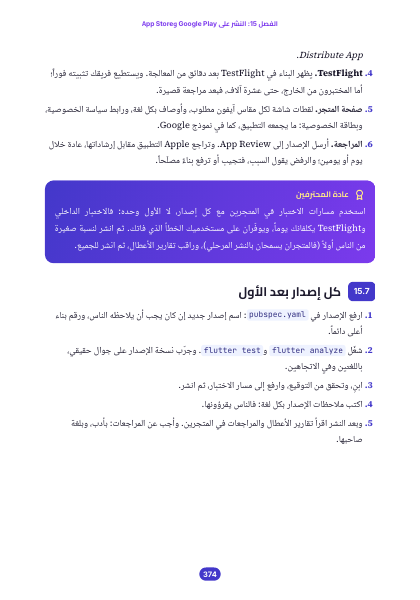 الفصل 15: النشر على Google Play وApp Store
Distribute App.
4. TestFlight. يظهر البناء في TestFlight بعد دقائق من المعالجة. ويستطيع فريقك تثبيته فوراً؛
أما المختبرون من الخارج، حتى عشرة آلاف، فبعد مراجعة قصيرة.
5. صفحة المتجر. لقطات شاشة لكل مقاس آيفون مطلوب، وأوصاف بكل لغة، ورابط سياسة الخصوصية،
وبطاقة الخصوصية: ما يجمعه التطبيق، كما في نموذج Google.
6. المراجعة. أرسل الإصدار إلى App Review. وتراجع Apple التطبيق مقابل إرشاداتها، عادة خلال
يوم أو يومين؛ والرفض يقول السبب، فتجيب أو ترفع بناءً مصلحاً.
عادة المحترفين
استخدم مسارات الاختبار في المتجرين مع كل إصدار، لا الأول وحده: فالاختبار الداخلي
وTestFlight يكلفانك يوماً، ويوفّران على مستخدميك الخطأ الذي فاتك. ثم انشر لنسبة صغيرة
من الناس أولاً (فالمتجران يسمحان بالنشر المرحلي)، وراقب تقارير الأعطال، ثم انشر للجميع.
15.7 كل إصدار بعد الأول
1. ارفع الإصدار في pubspec.yaml : اسم إصدار جديد إن كان يجب أن يلاحظه الناس، ورقم بناء
أعلى دائماً.
2. شغّل flutter analyze و flutter test . وجرّب نسخة الإصدار على جوال حقيقي،
باللغتين وفي الاتجاهين.
3. ابنِ، وتحقق من التوقيع، وارفع إلى مسار الاختبار، ثم انشر.
4. اكتب ملاحظات الإصدار بكل لغة: فالناس يقرؤونها.
5. وبعد النشر اقرأ تقارير الأعطال والمراجعات في المتجرين. وأجب عن المراجعات: بأدب، وبلغة
صاحبها.
374